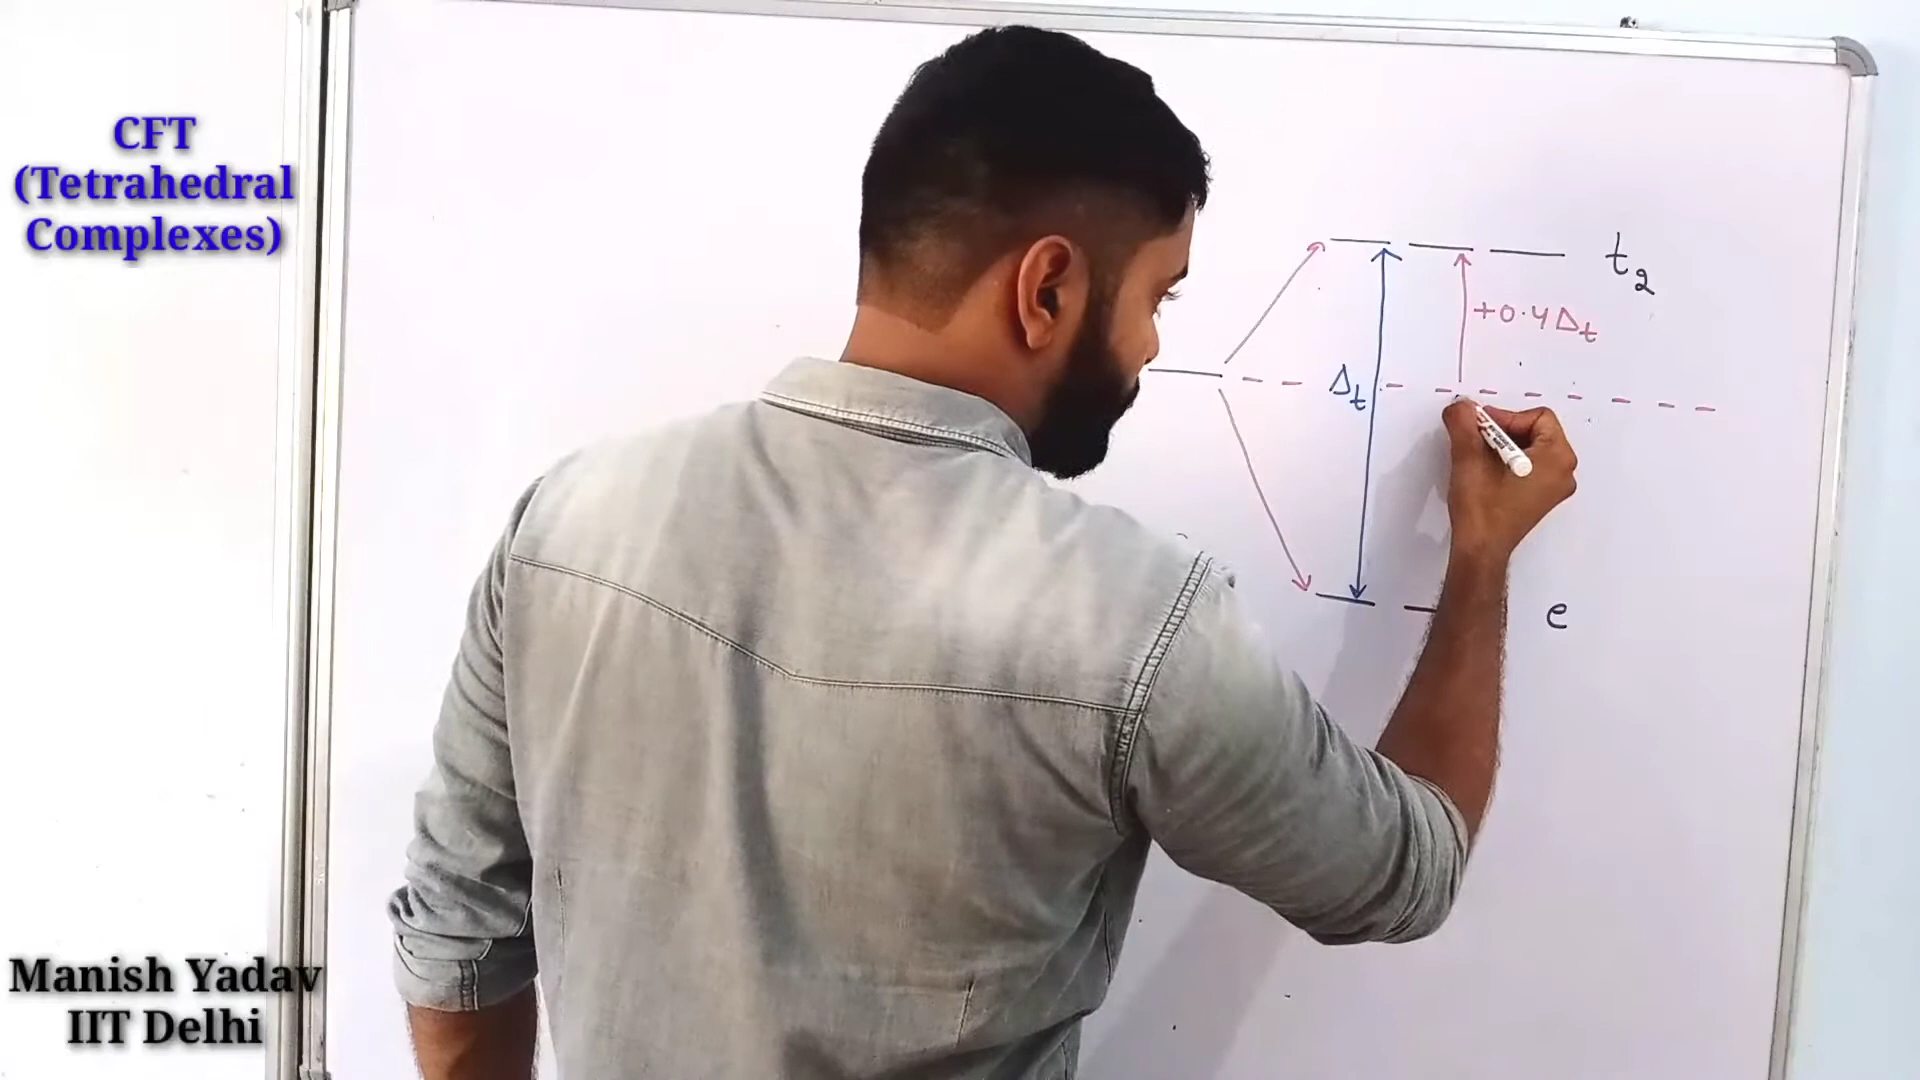 CFT
(Tetrahedral
Complexes)
t₂
+0.4Δₜ
Δₜ
e
Manish Yadav
IIT Delhi